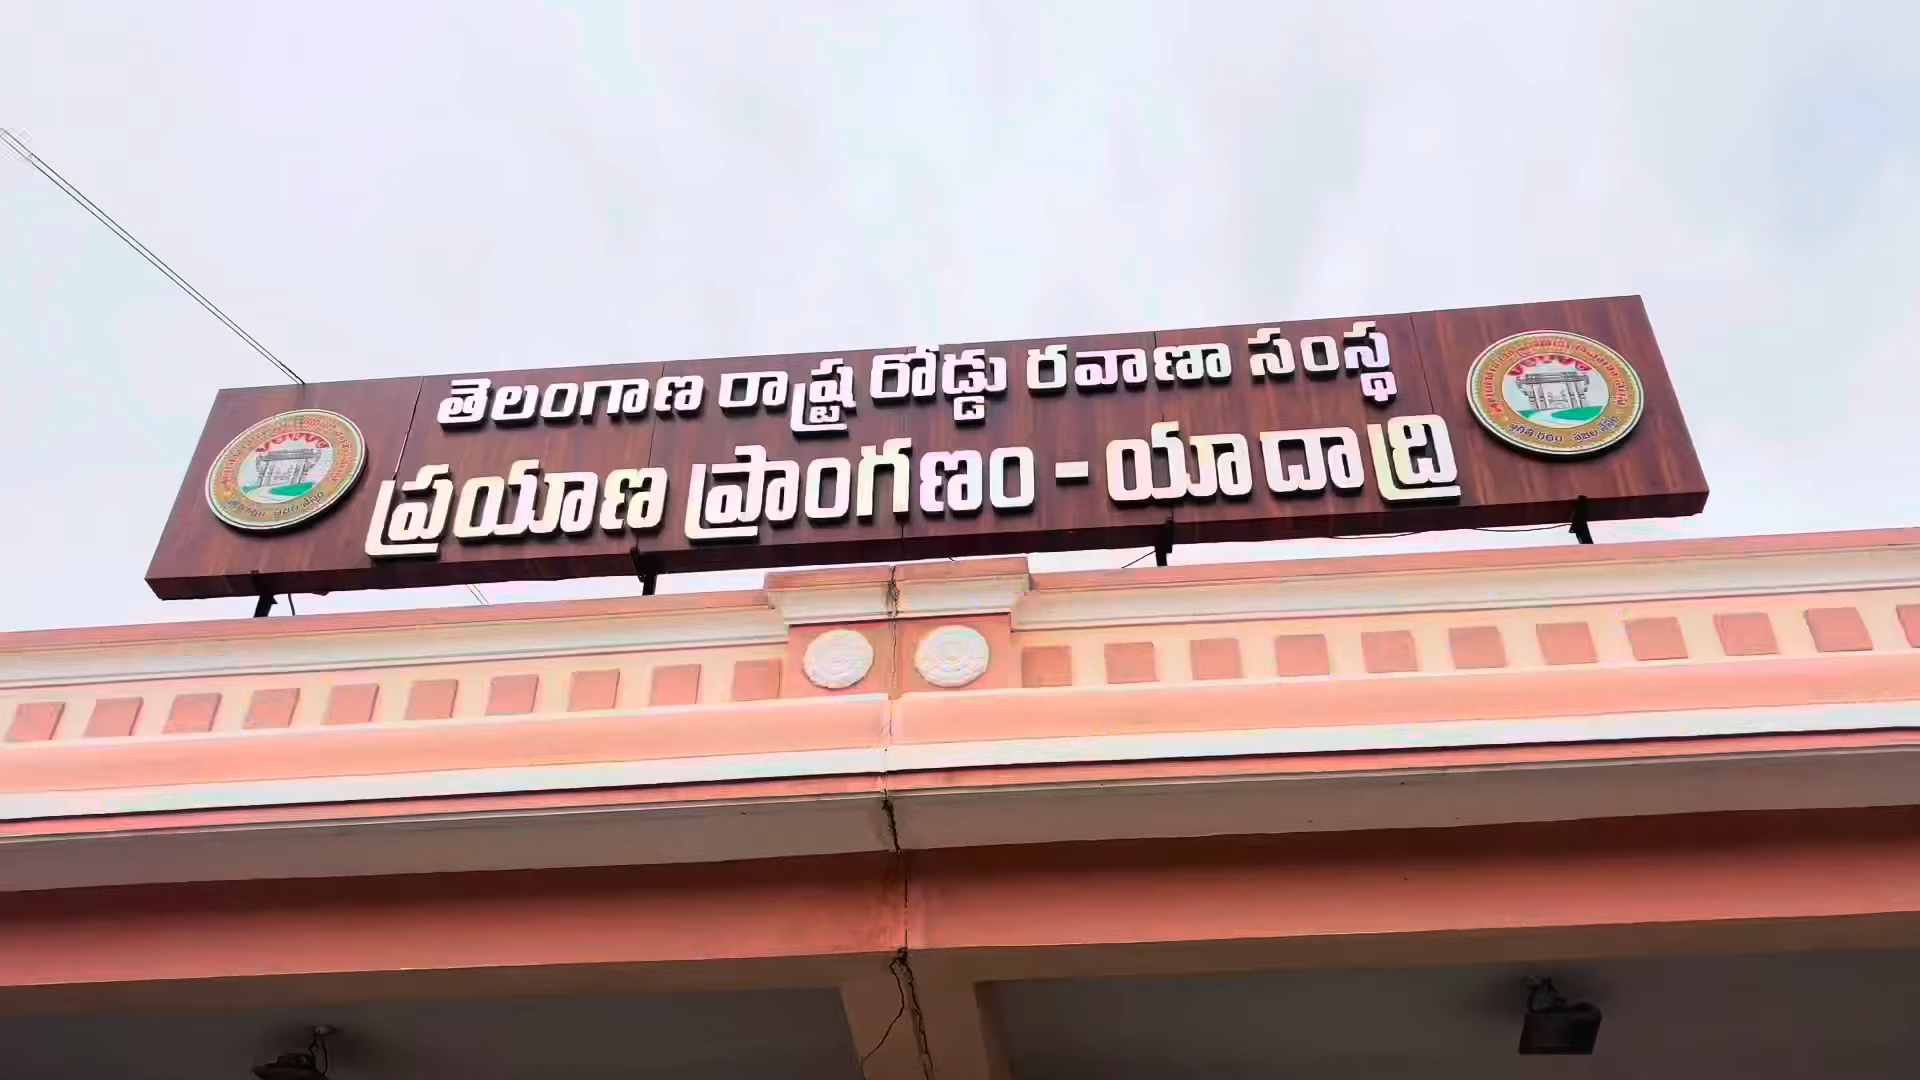 తెలంగాణ రాష్ట్ర రోడ్డు రవాణా సంస్థ
ప్రయాణ ప్రాంగణం - యాదాద్రి